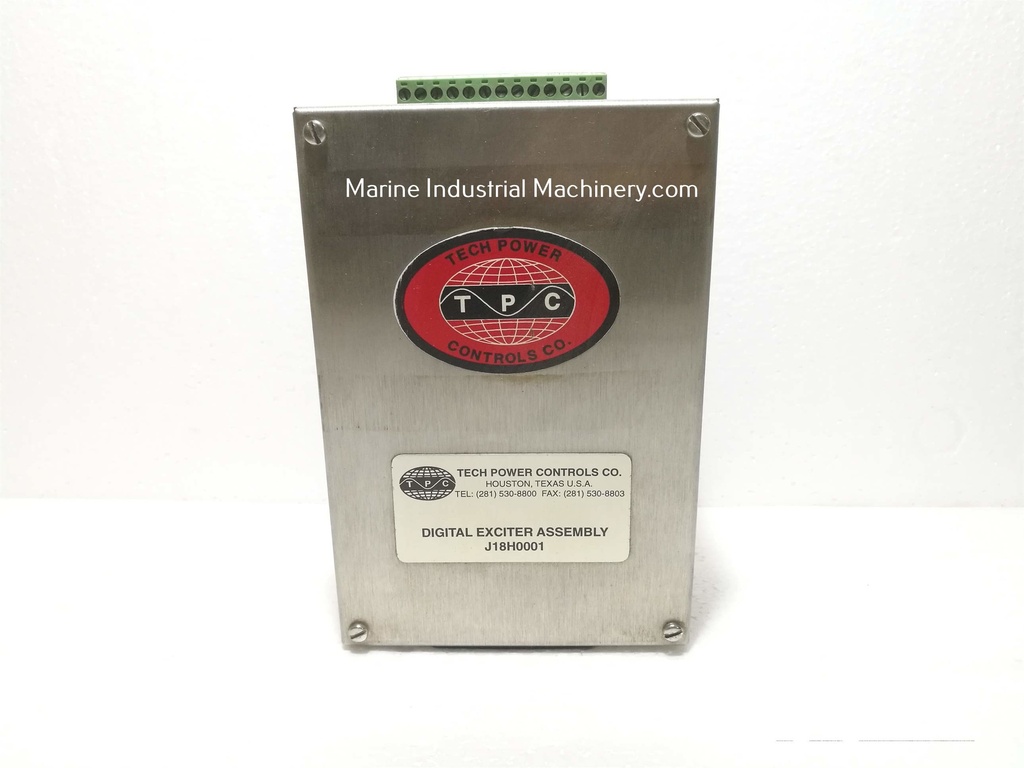 Marine Industrial Machinery.com
TECH POWER
T P C
CONTROLS CO.
T P C
TECH POWER CONTROLS CO.
HOUSTON, TEXAS U.S.A.
TEL: (281) 530-8800 FAX: (281) 530-8803
DIGITAL EXCITER ASSEMBLY
J18H0001